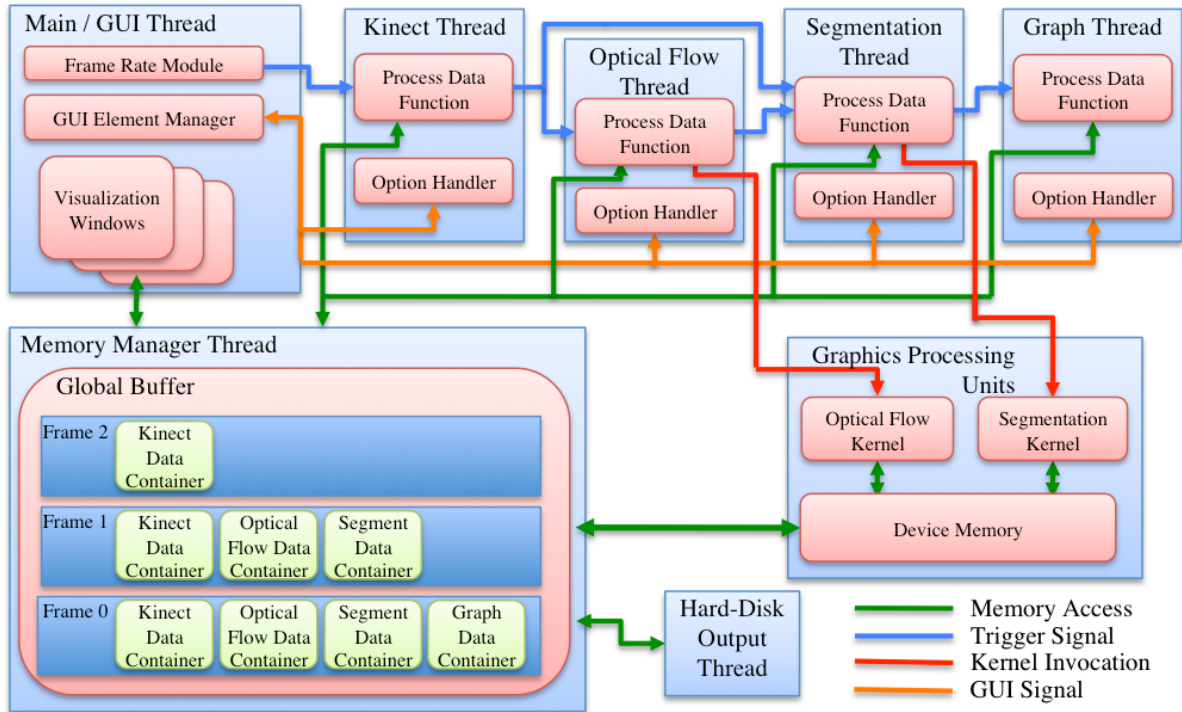 Main / GUI Thread
Frame Rate Module
GUI Element Manager
Visualization
Windows
Kinect Thread
Process Data
Function
Option Handler
Optical Flow
Thread
Process Data
Function
Option Handler
Segmentation
Thread
Process Data
Function
Option Handler
Graph Thread
Process Data
Function
Option Handler
Memory Manager Thread
Global Buffer
Frame 2
Kinect
Data
Container
Frame 1
Kinect
Data
Container
Optical
Flow Data
Container
Segment
Data
Container
Frame 0
Kinect
Data
Container
Optical
Flow Data
Container
Segment
Data
Container
Graph
Data
Container
Graphics Processing
Units
Optical Flow
Kernel
Segmentation
Kernel
Device Memory
Hard-Disk
Output
Thread
Memory Access
Trigger Signal
Kernel Invocation
GUI Signal